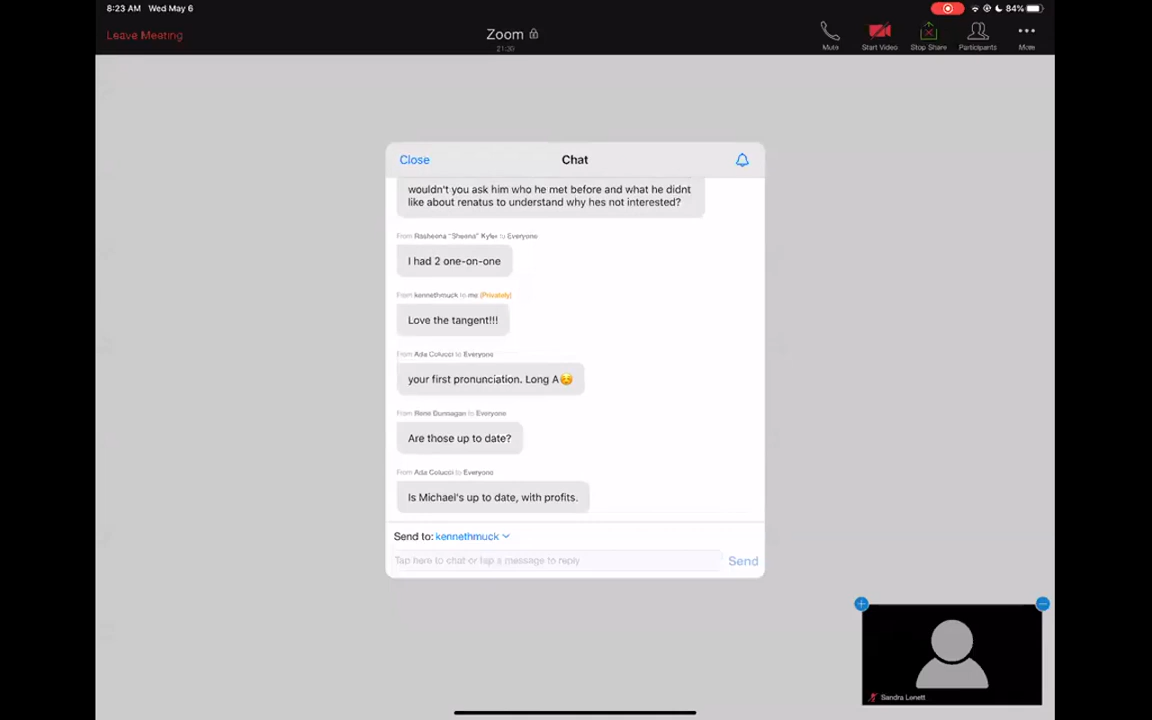 8:23 AM Wed May 6
84%
Leave Meeting
Zoom
21:30
Mute
Start Video
Stop Share
Participants
More
Close
Chat
wouldn't you ask him who he met before and what he didnt
like about renatus to understand why hes not interested?
From Rasheena "Sheena" Kyler to Everyone
I had 2 one-on-one
From kennethmuck to me (Privately)
Love the tangent!!!
From Ada Colucci to Everyone
your first pronunciation. Long A☺️
From Rene Dunnagan to Everyone
Are those up to date?
From Ada Colucci to Everyone
Is Michael's up to date, with profits.
Send to: kennethmuck
Tap here to chat or tap a message to reply
Send
Sandra Lonett